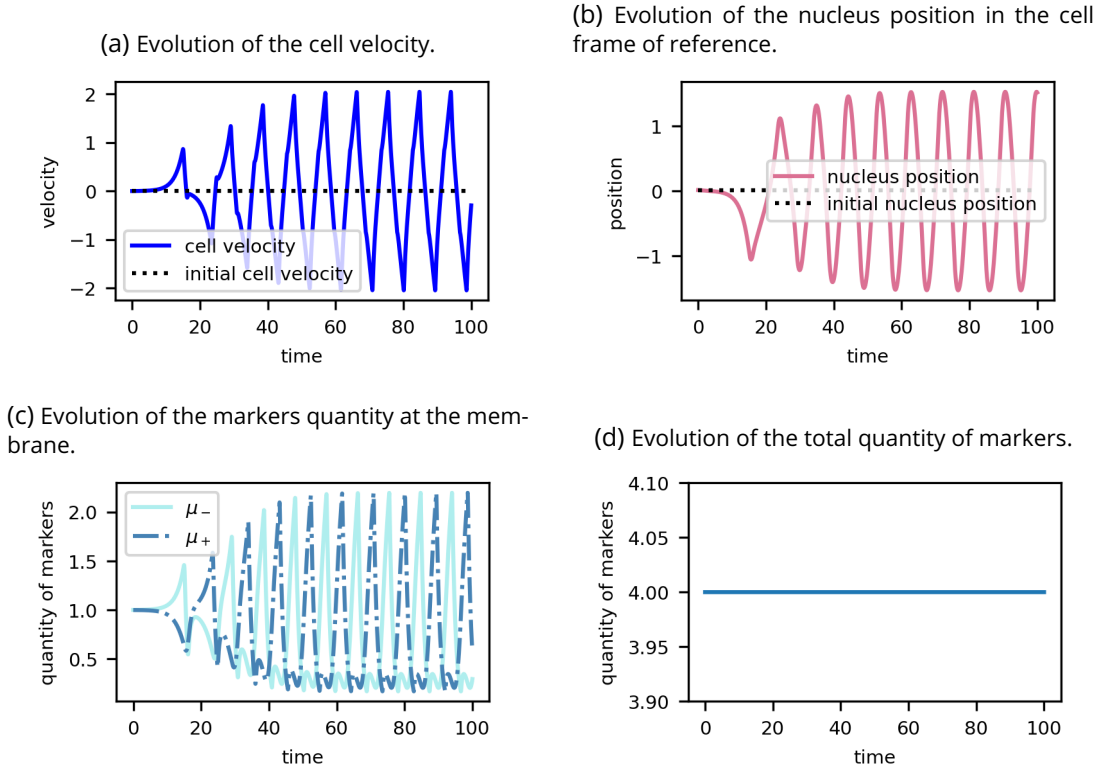 (a) Evolution of the cell velocity.
2
1
0
−1
−2
velocity
cell velocity
initial cell velocity
0 20 40 60 80 100
time
(b) Evolution of the nucleus position in the cell
frame of reference.
1
0
−1
position
nucleus position
initial nucleus position
0 20 40 60 80 100
time
(c) Evolution of the markers quantity at the mem-
brane.
2.0
1.5
1.0
0.5
quantity of markers
μ−
μ+
0 20 40 60 80 100
time
(d) Evolution of the total quantity of markers.
4.10
4.05
4.00
3.95
3.90
quantity of markers
0 20 40 60 80 100
time